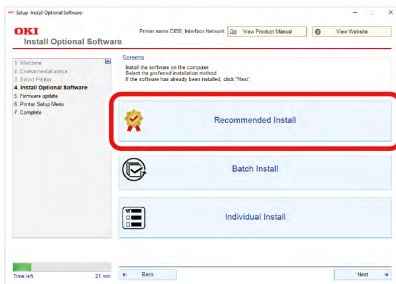 Setup -Install Optional Software-
OKI
Install Optional Software
Printer name C650, Interface Network
View Product Manual
View Website
1. Welcome
2. Environmental advice
3. Select Printer
4. Install Optional Software
5. Firmware update
6. Printer Setup Menu
7. Complete
Screens
Install the software on the computer.
Select the preferred installation method.
If the software has already been installed, click "Next".
Recommended Install
Batch Install
Individual Install
Time left
21 min
Back
Next